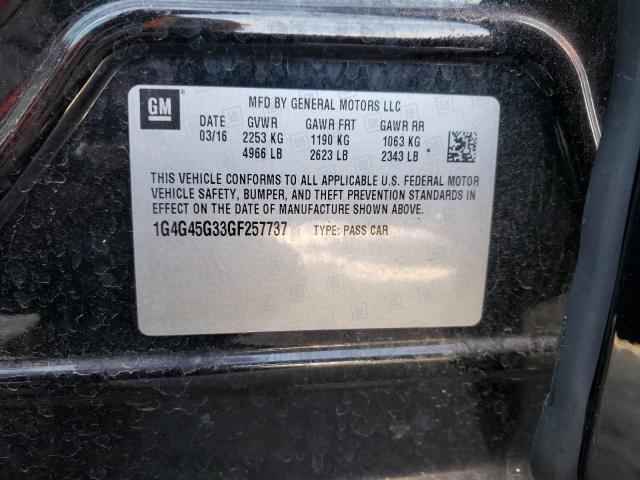 GM MFD BY GENERAL MOTORS LLC
DATE GVWR GAWR FRT GAWR RR
03/16 2253 KG 1190 KG 1063 KG
4966 LB 2623 LB 2343 LB
THIS VEHICLE CONFORMS TO ALL APPLICABLE U.S. FEDERAL MOTOR
VEHICLE SAFETY, BUMPER, AND THEFT PREVENTION STANDARDS IN
EFFECT ON THE DATE OF MANUFACTURE SHOWN ABOVE.
1G4G45G33GF257737 TYPE: PASS CAR